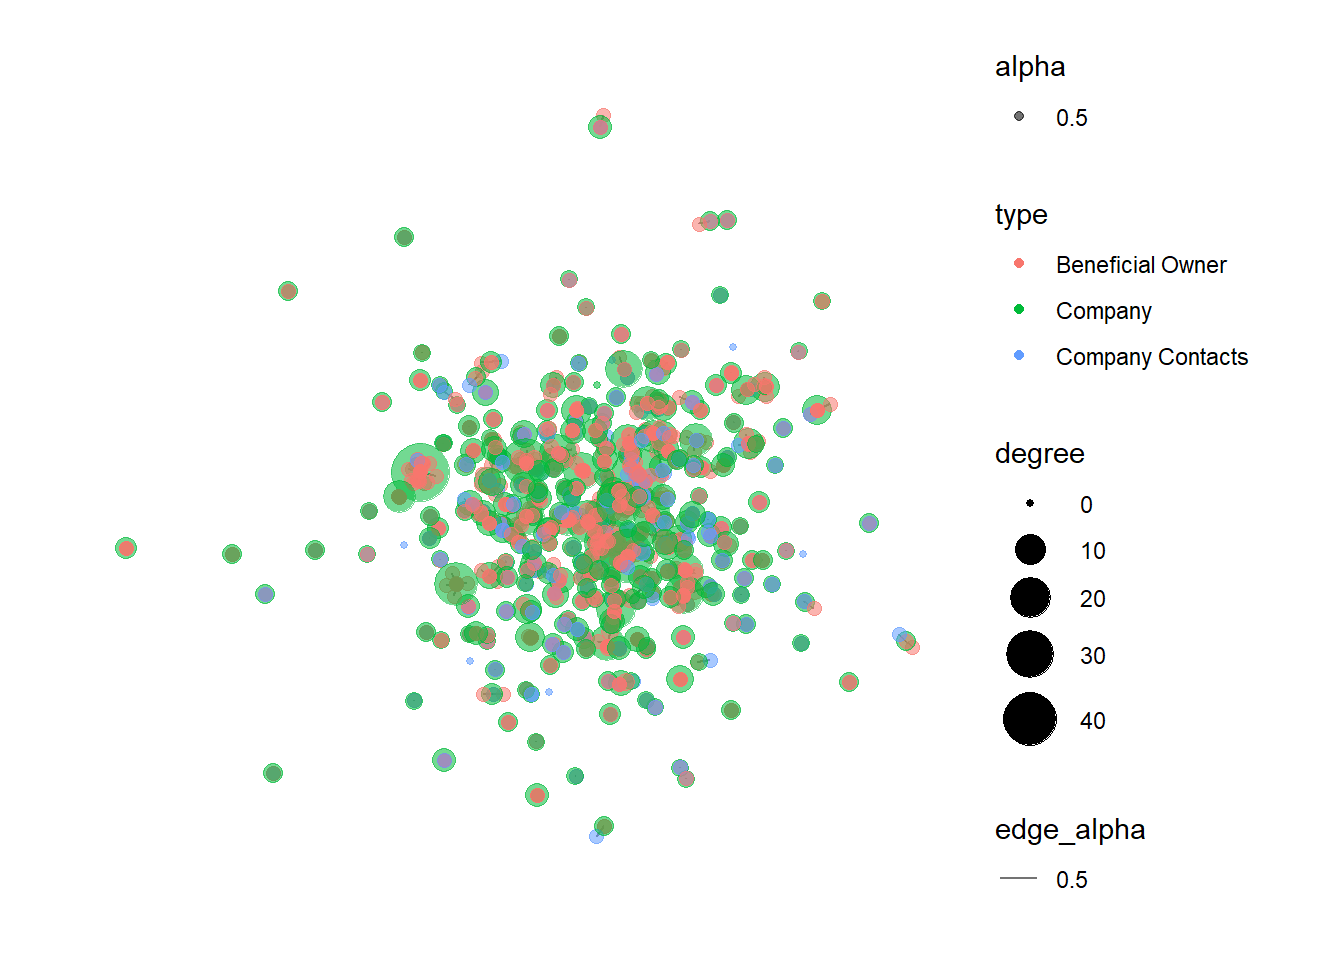 alpha
0.5
type
Beneficial Owner
Company
Company Contacts
degree
0
10
20
30
40
edge_alpha
0.5